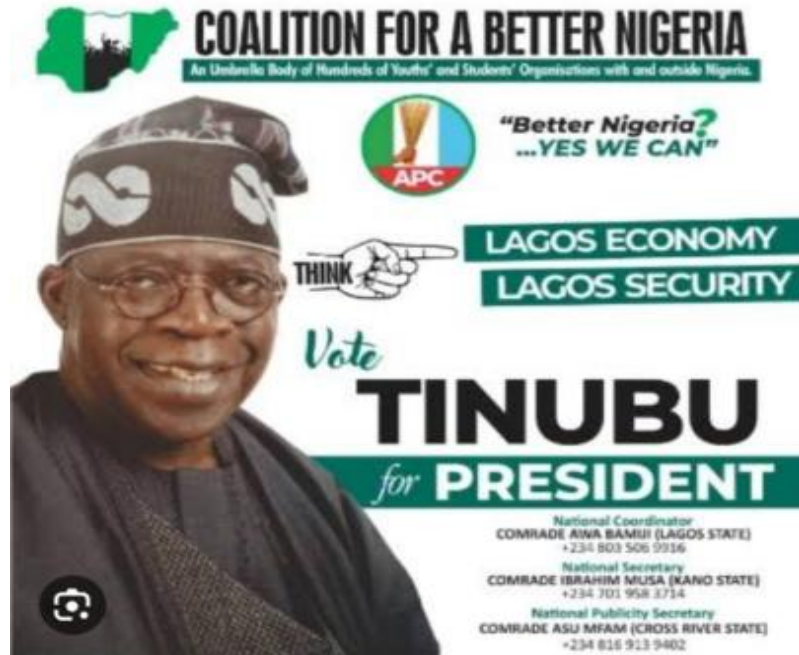 COALITION FOR A BETTER NIGERIA
An Umbrella Body of Hundreds of Youths' and Students' Organisations with and outside Nigeria.
APC
"Better Nigeria?
...YES WE CAN"
THINK
LAGOS ECONOMY
LAGOS SECURITY
Vote
TINUBU
for PRESIDENT
National Coordinator
COMRADE AWA BAMIJI (LAGOS STATE)
+234 803 506 9916
National Secretary
COMRADE IBRAHIM MUSA (KANO STATE)
+234 701 958 3714
National Publicity Secretary
COMRADE ASU MFAM (CROSS RIVER STATE)
+234 816 913 9402